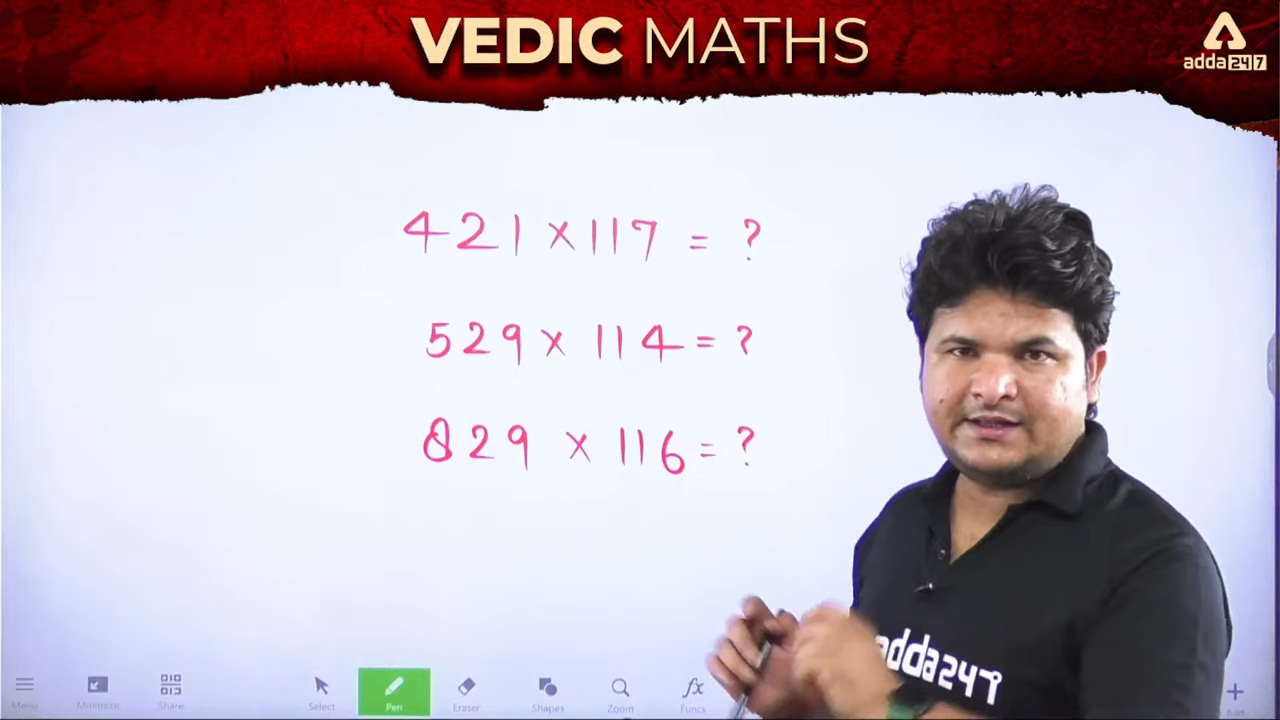 VEDIC MATHS
adda247
421 × 117 = ?
529 × 114 = ?
829 × 116 = ?
adda247
Menu
Minimize
Share
Select
Pen
Eraser
Shapes
Zoom
fx
Funcs
Add